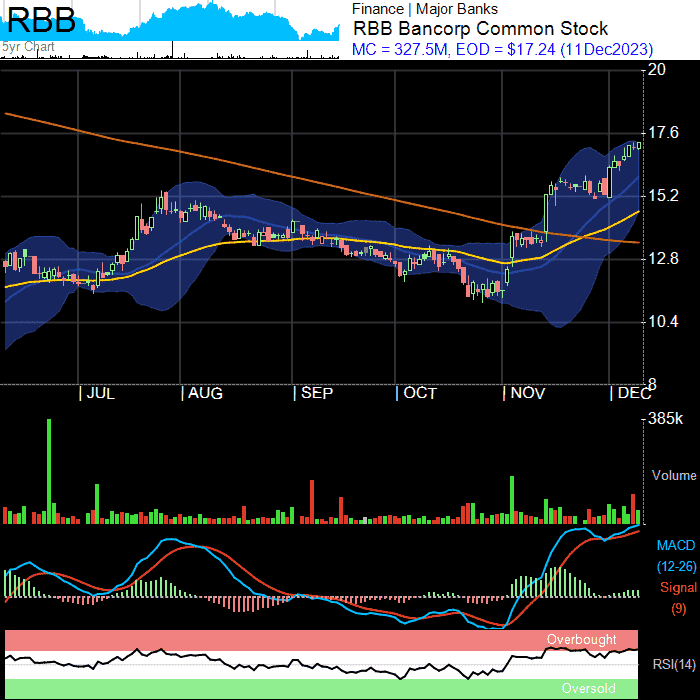 RBB
5yr Chart
Finance | Major Banks
RBB Bancorp Common Stock
MC = 327.5M, EOD = $17.24 (11Dec2023)
20
17.6
15.2
12.8
10.4
8
| JUL | AUG | SEP | OCT | NOV | DEC
385k
Volume
MACD
(12-26)
Signal
(9)
Overbought
RSI(14)
Oversold